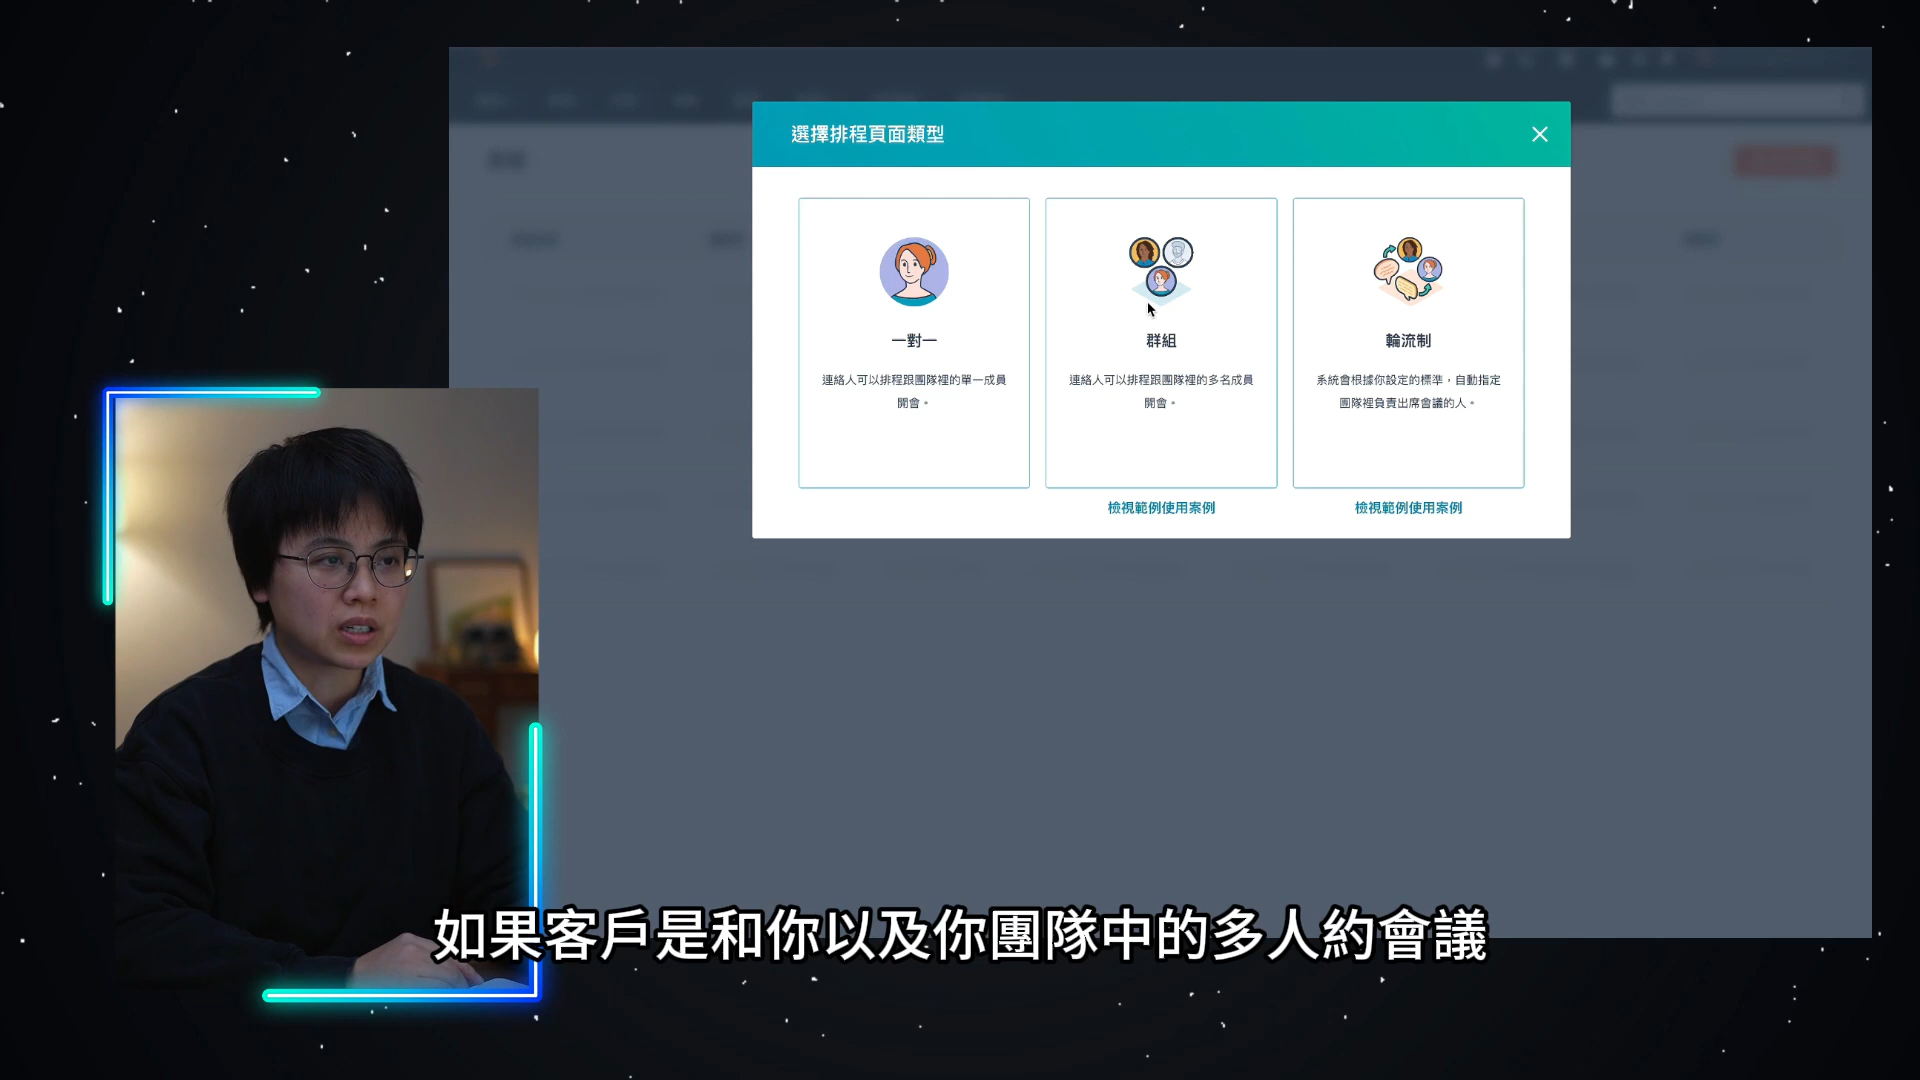 選擇排程頁面類型
一對一
連絡人可以排程跟團隊裡的單一成員
開會。
群組
連絡人可以排程跟團隊裡的多名成員
開會。
檢視範例使用案例
輪流制
系統會根據你設定的標準，自動指定
團隊裡負責出席會議的人。
檢視範例使用案例
如果客戶是和你以及你團隊中的多人約會議